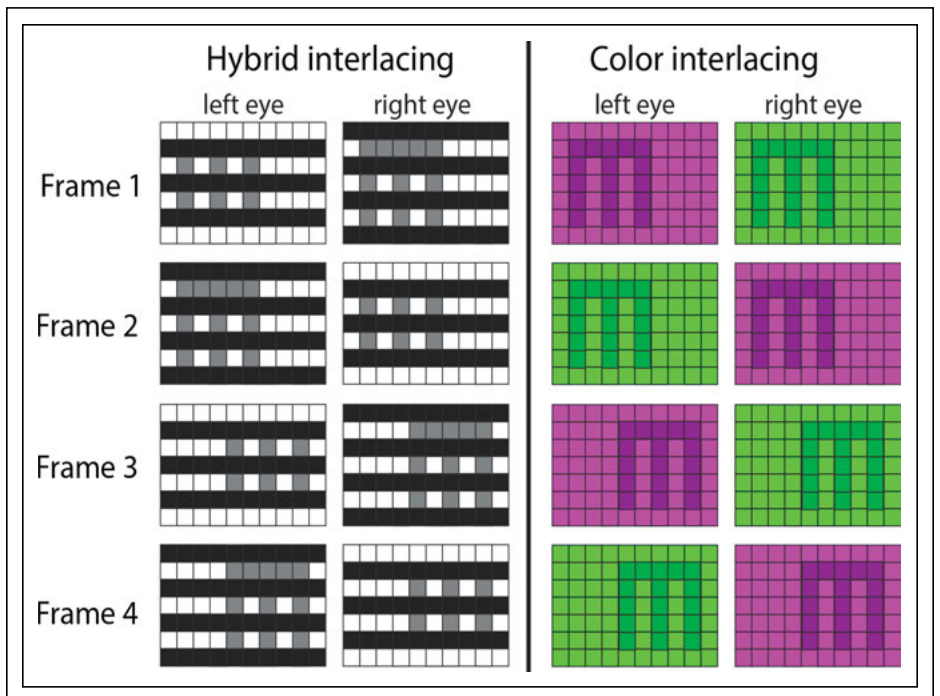 Hybrid interlacing Color interlacing
left eye right eye left eye right eye
Frame 1
Frame 2
Frame 3
Frame 4